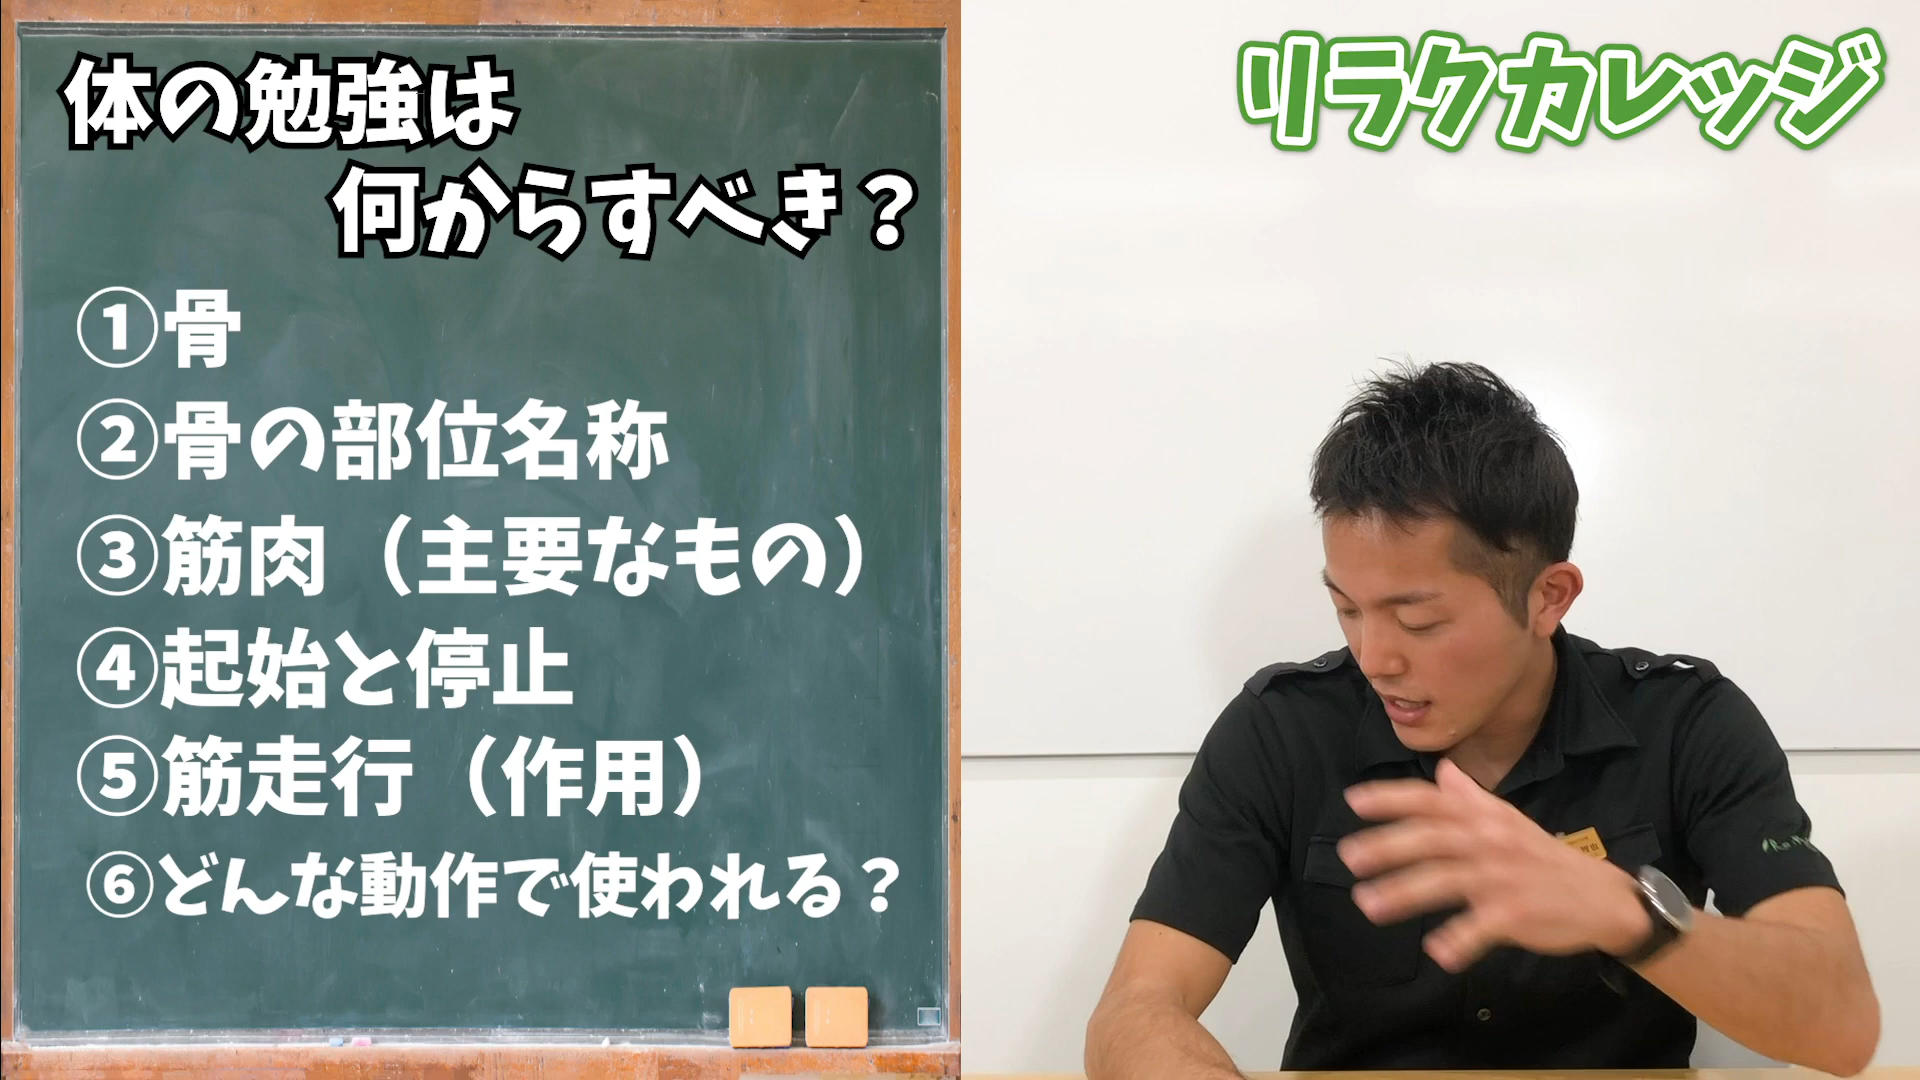 体の勉強は
何からすべき？
①骨
②骨の部位名称
③筋肉（主要なもの）
④起始と停止
⑤筋走行（作用）
⑥どんな動作で使われる？
リラクカレッジ